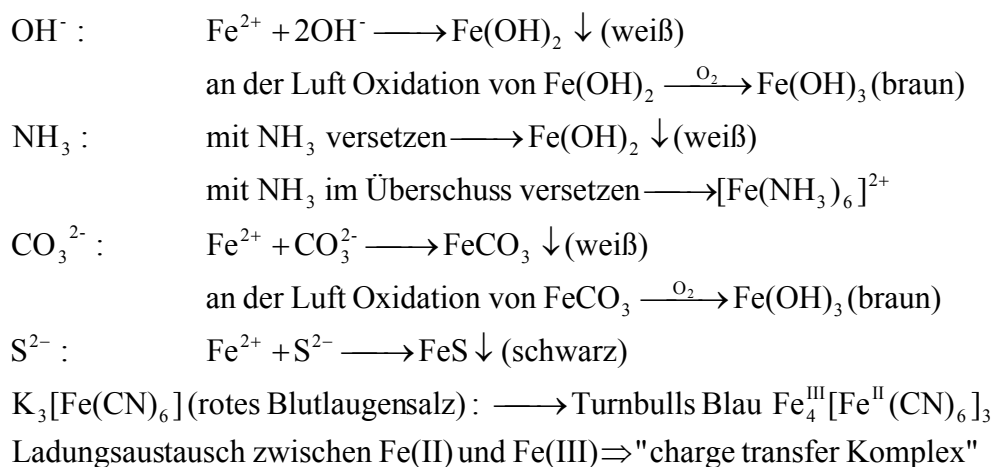 OH⁻ : Fe²⁺ + 2OH⁻ ⟶ Fe(OH)₂ ↓ (weiß)
an der Luft Oxidation von Fe(OH)₂ —O₂→ Fe(OH)₃ (braun)
NH₃ : mit NH₃ versetzen ⟶ Fe(OH)₂ ↓ (weiß)
mit NH₃ im Überschuss versetzen ⟶ [Fe(NH₃)₆]²⁺
CO₃²⁻ : Fe²⁺ + CO₃²⁻ ⟶ FeCO₃ ↓ (weiß)
an der Luft Oxidation von FeCO₃ —O₂→ Fe(OH)₃ (braun)
S²⁻ : Fe²⁺ + S²⁻ ⟶ FeS ↓ (schwarz)
K₃[Fe(CN)₆] (rotes Blutlaugensalz) : ⟶ Turnbulls Blau Fe₄ᴵᴵᴵ[Feᴵᴵ(CN)₆]₃
Ladungsaustausch zwischen Fe(II) und Fe(III) ⇒ "charge transfer Komplex"